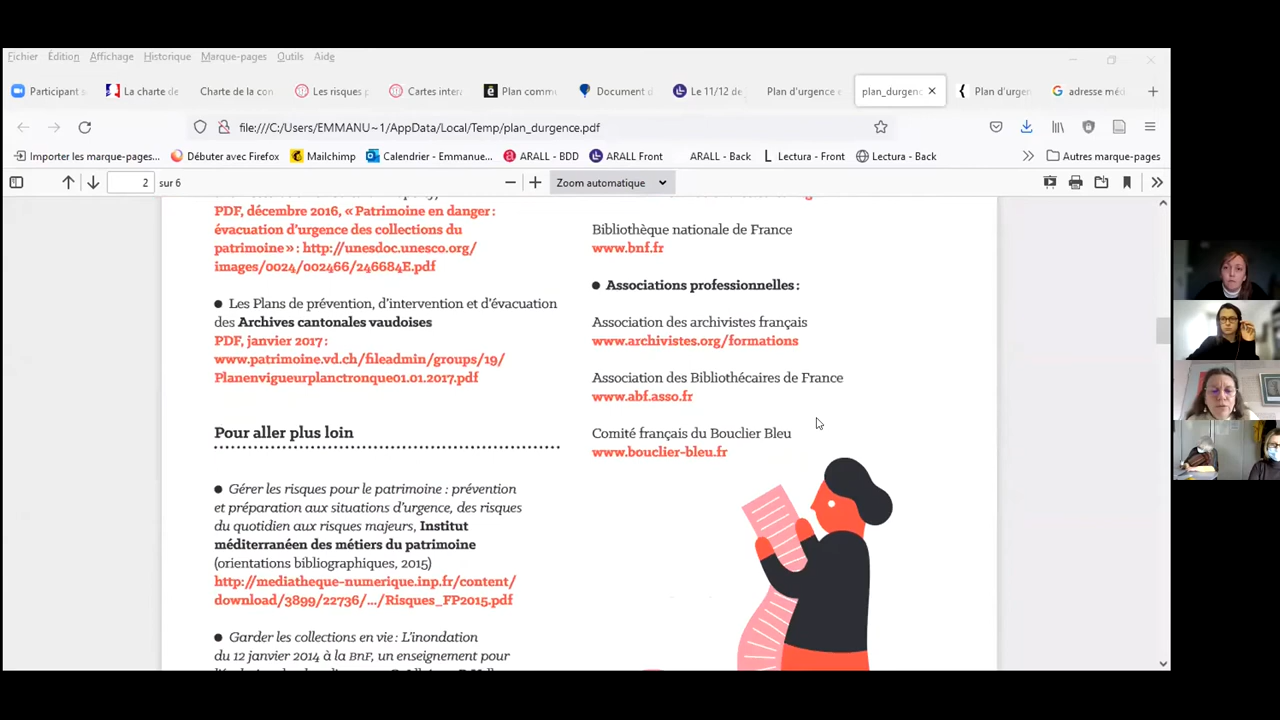 Fichier Édition Affichage Historique Marque-pages Outils Aide
Participant La charte de Charte de la con Les risques p Cartes inter Plan comm Document d Le 11/12 de Plan d'urgence plan_durgenc Plan d'urgen adresse méd
file:///C:/Users/EMMANU~1/AppData/Local/Temp/plan_durgence.pdf
Importer les marque-pages... Débuter avec Firefox Mailchimp Calendrier - Emmanue... ARALL - BDD ARALL Front ARALL - Back Lectura - Front Lectura - Back Autres marque-pages
2 sur 6 Zoom automatique
PDF, décembre 2016, « Patrimoine en danger :
évacuation d'urgence des collections du
patrimoine » : http://unesdoc.unesco.org/
images/0024/002466/246684E.pdf
Les Plans de prévention, d'intervention et d'évacuation
des Archives cantonales vaudoises
PDF, janvier 2017 :
www.patrimoine.vd.ch/fileadmin/groups/19/
Planenvigueurplanctronque01.01.2017.pdf
Pour aller plus loin
Gérer les risques pour le patrimoine : prévention
et préparation aux situations d'urgence, des risques
du quotidien aux risques majeurs, Institut
méditerranéen des métiers du patrimoine
(orientations bibliographiques, 2015)
http://mediatheque-numerique.inp.fr/content/
download/3899/22736/.../Risques_FP2015.pdf
Garder les collections en vie : L'inondation
du 12 janvier 2014 à la BnF, un enseignement pour
Bibliothèque nationale de France
www.bnf.fr
Associations professionnelles :
Association des archivistes français
www.archivistes.org/formations
Association des Bibliothécaires de France
www.abf.asso.fr
Comité français du Bouclier Bleu
www.bouclier-bleu.fr